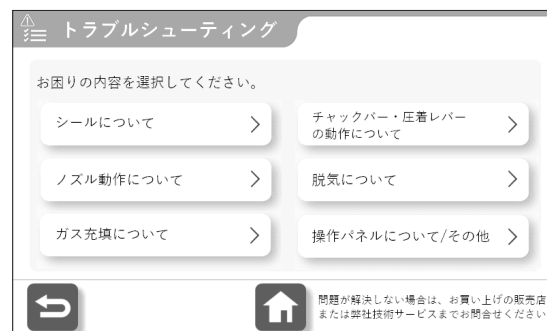 トラブルシューティング
お困りの内容を選択してください。
シールについて
チャックバー・圧着レバー
の動作について
ノズル動作について
脱気について
ガス充填について
操作パネルについて/その他
問題が解決しない場合は、お買い上げの販売店
または弊社技術サービスまでお問合せください